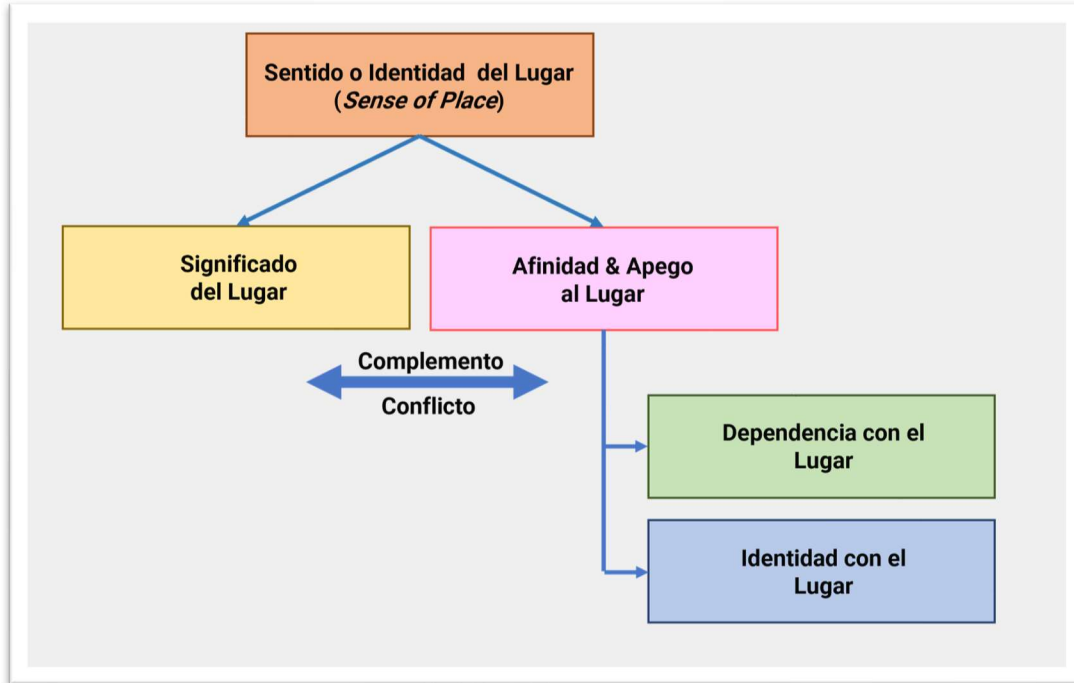 Sentido o Identidad del Lugar
(Sense of Place)
Significado
del Lugar
Afinidad & Apego
al Lugar
Complemento
Conflicto
Dependencia con el
Lugar
Identidad con el
Lugar